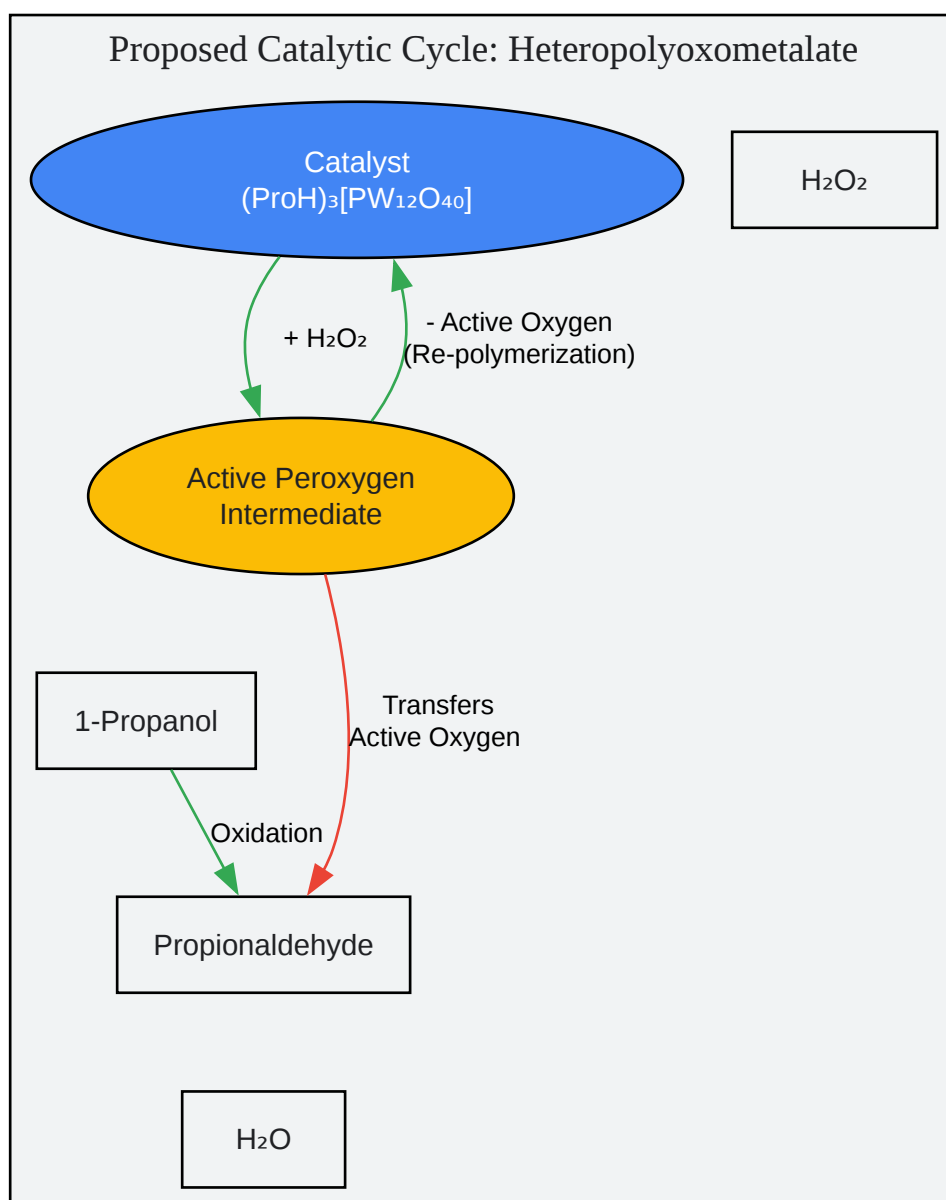 Proposed Catalytic Cycle: Heteropolyoxometalate
Catalyst
(ProH)₃[PW₁₂O₄₀]
H₂O₂
+ H₂O₂
- Active Oxygen
(Re-polymerization)
Active Peroxygen
Intermediate
1-Propanol
Transfers
Active Oxygen
Oxidation
Propionaldehyde
H₂O